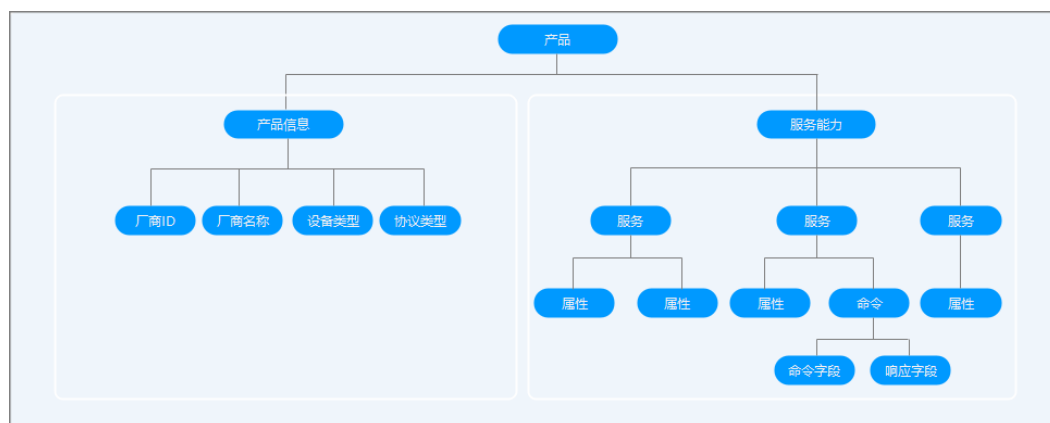 产品
产品信息
服务能力
厂商ID
厂商名称
设备类型
协议类型
服务
服务
服务
属性
属性
属性
命令
属性
命令字段
响应字段